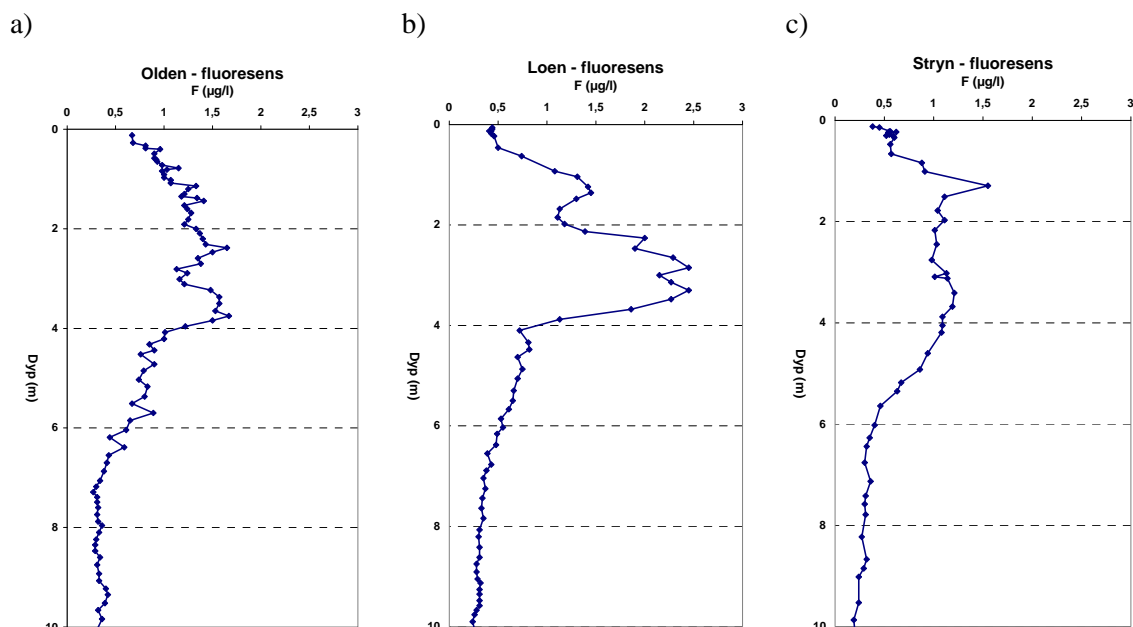 a)
Olden - fluoresens
F (µg/l)
0 0,5 1 1,5 2 2,5 3
0
2
4
6
8
10
Dyp (m)
b)
Loen - fluoresens
F (µg/l)
0 0,5 1 1,5 2 2,5 3
0
2
4
6
8
10
Dyp (m)
c)
Stryn - fluoresens
F (µg/l)
0 0,5 1 1,5 2 2,5 3
0
2
4
6
8
10
Dyp (m)